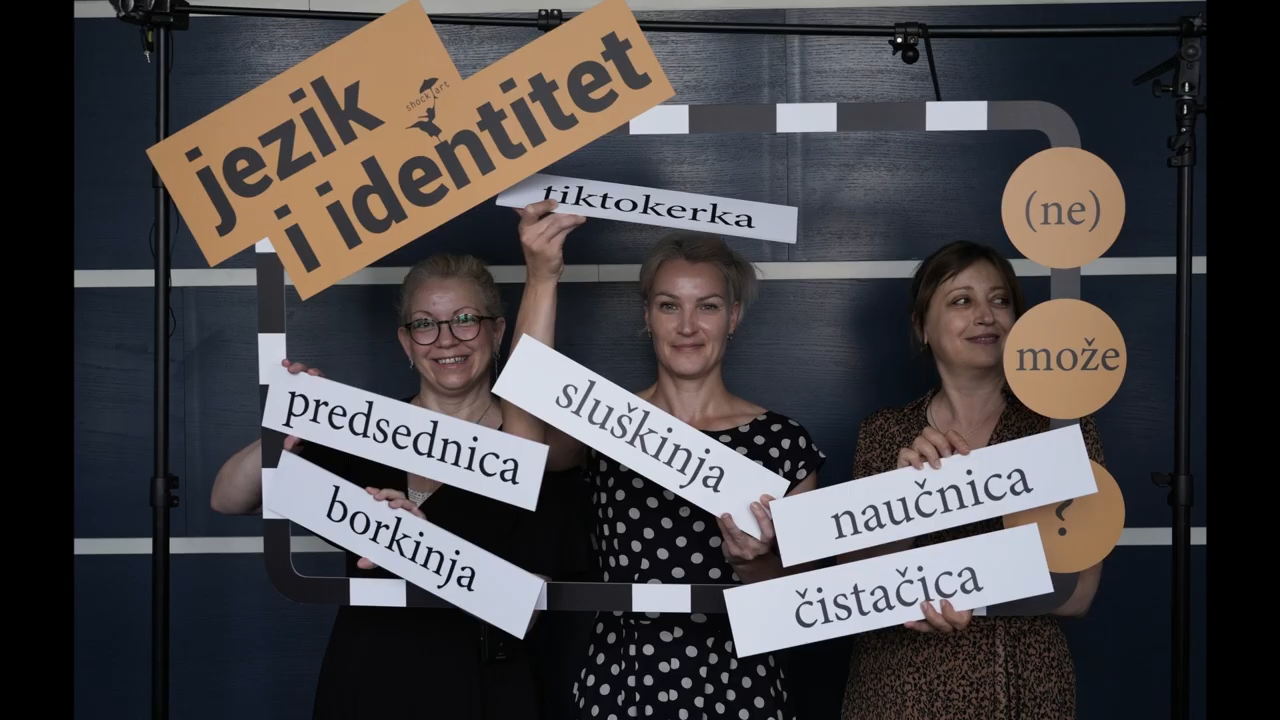 jezik
shock art
i identitet
tiktokerka
(ne)
može
?
predsednica
sluškinja
borkinja
naučnica
čistačica